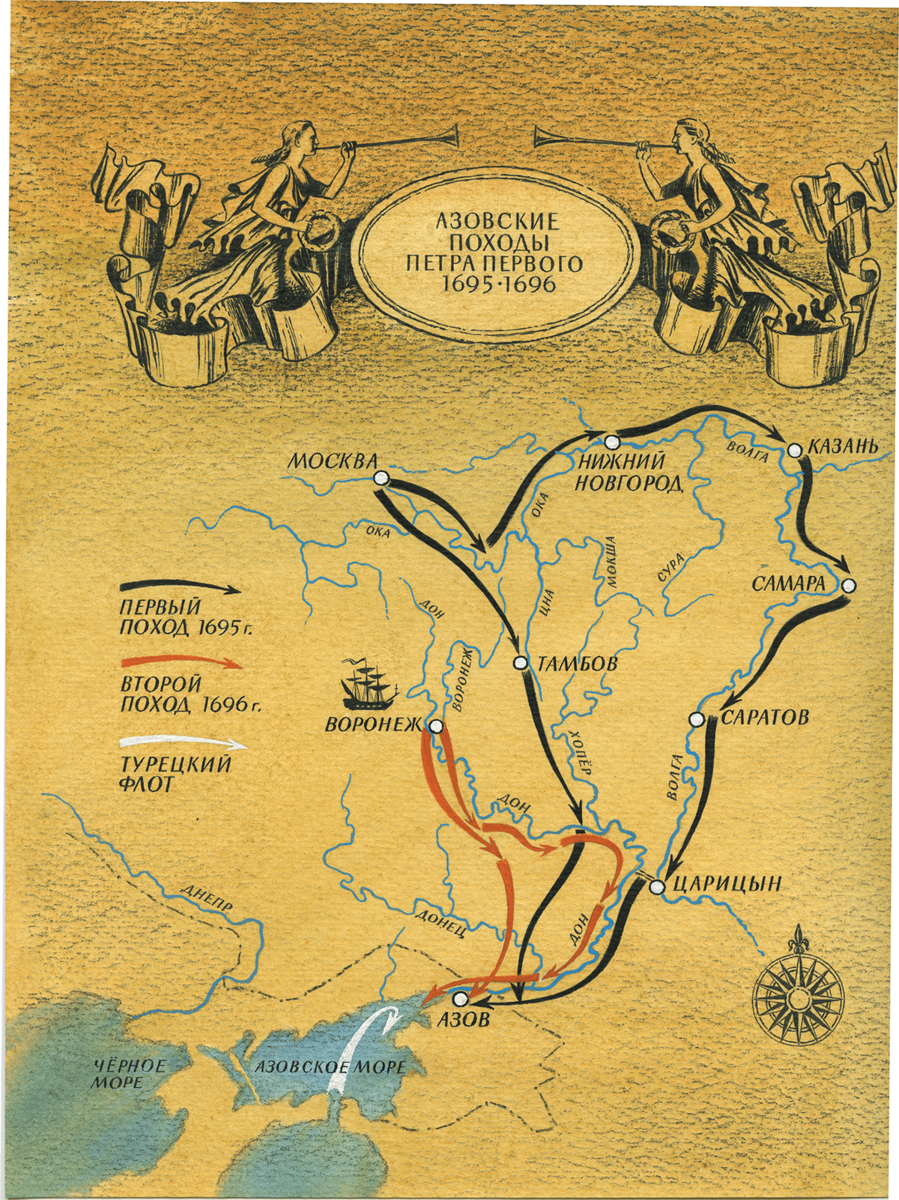 АЗОВСКИЕ
ПОХОДЫ
ПЕТРА ПЕРВОГО
1695·1696
МОСКВА
НИЖНИЙ
НОВГОРОД
ВОЛГА
КАЗАНЬ
ОКА
ОКА
МОКША
СУРА
САМАРА
ЦНА
ДОН
ПЕРВЫЙ
ПОХОД 1695 г.
ВОРОНЕЖ
ТАМБОВ
ВТОРОЙ
ПОХОД 1696 г.
ВОРОНЕЖ
САРАТОВ
ТУРЕЦКИЙ
ФЛОТ
ХОПЁР
ВОЛГА
ДОН
ЦАРИЦЫН
ДНЕПР
ДОНЕЦ
ДОН
АЗОВ
ЧЁРНОЕ
МОРЕ
АЗОВСКОЕ МОРЕ